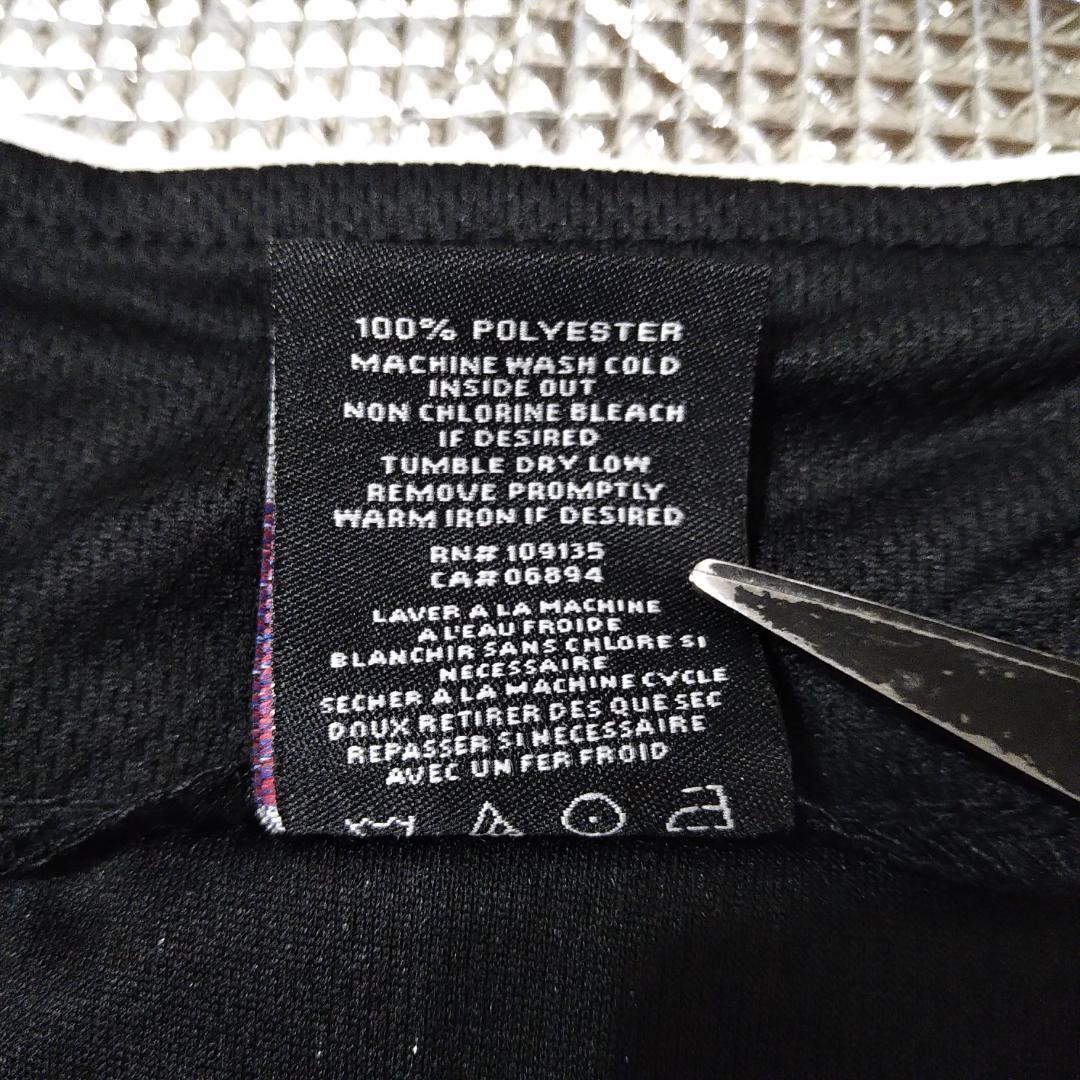 100% POLYESTER
MACHINE WASH COLD
INSIDE OUT
NON CHLORINE BLEACH
IF DESIRED
TUMBLE DRY LOW
REMOVE PROMPTLY
WARM IRON IF DESIRED
RN# 109135
CA# 06894
LAVER A LA MACHINE
A L'EAU FROIDE
BLANCHIR SANS CHLORE SI
NECESSAIRE
SECHER A LA MACHINE CYCLE
DOUX RETIRER DES QUE SEC
REPASSER SI NECESSAIRE
AVEC UN FER FROID